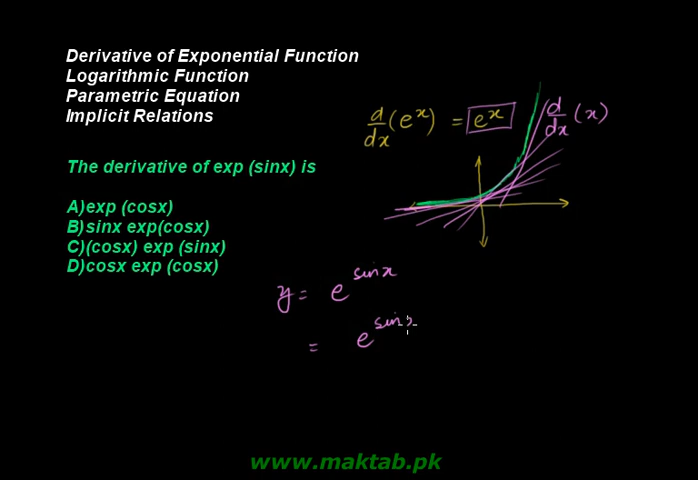 Derivative of Exponential Function
Logarithmic Function
Parametric Equation
Implicit Relations
d/dx (e^x) = e^x d/dx (x)
The derivative of exp (sinx) is
A)exp (cosx)
B)sinx exp(cosx)
C)(cosx) exp (sinx)
D)cosx exp (cosx)
y = e^sinx
= e^sinx
www.maktab.pk